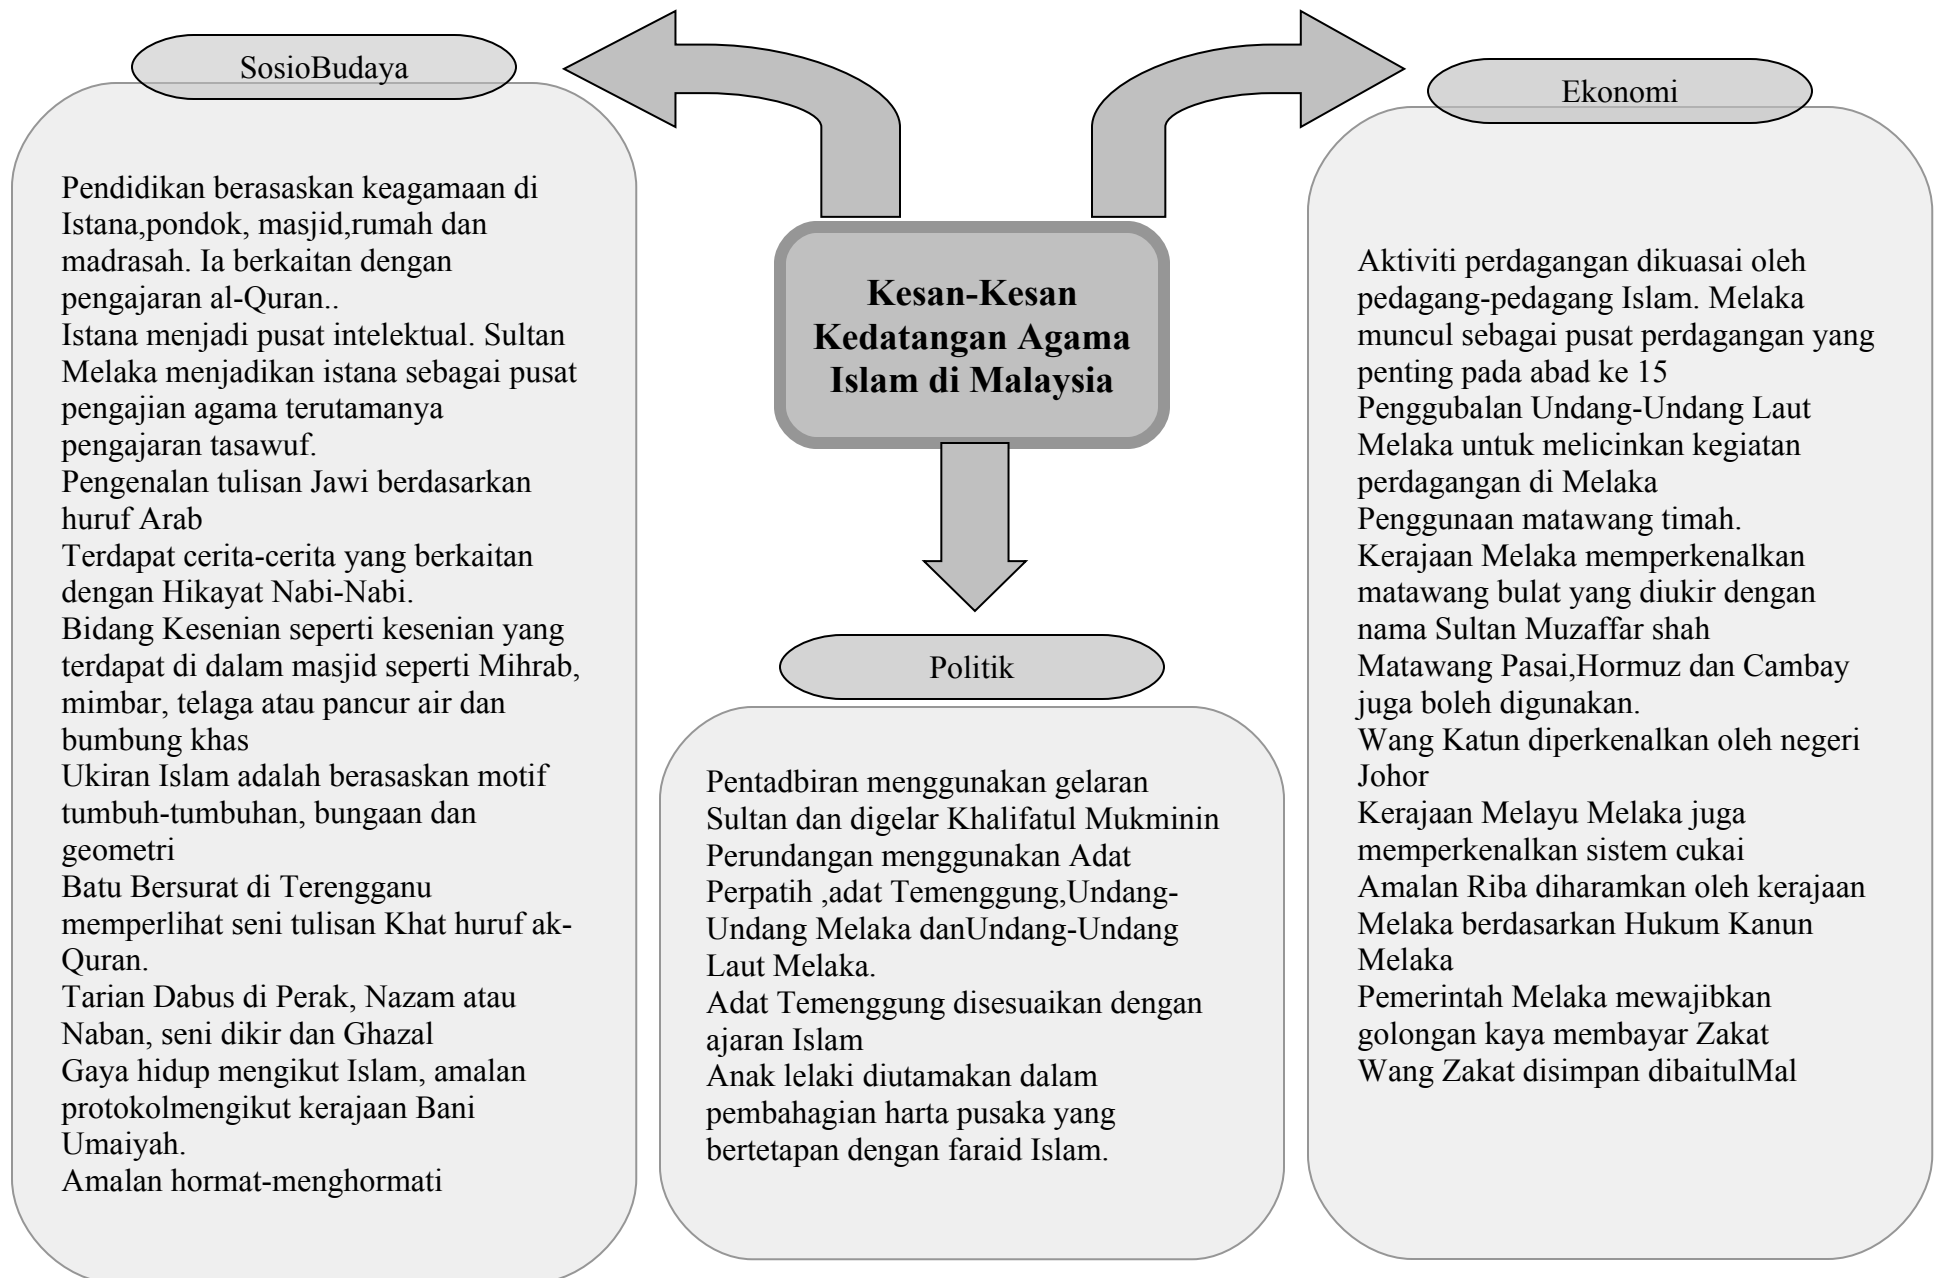 SosioBudaya
Pendidikan berasaskan keagamaan di
Istana,pondok, masjid,rumah dan
madrasah. Ia berkaitan dengan
pengajaran al-Quran..
Istana menjadi pusat intelektual. Sultan
Melaka menjadikan istana sebagai pusat
pengajian agama terutamanya
pengajaran tasawuf.
Pengenalan tulisan Jawi berdasarkan
huruf Arab
Terdapat cerita-cerita yang berkaitan
dengan Hikayat Nabi-Nabi.
Bidang Kesenian seperti kesenian yang
terdapat di dalam masjid seperti Mihrab,
mimbar, telaga atau pancur air dan
bumbung khas
Ukiran Islam adalah berasaskan motif
tumbuh-tumbuhan, bungaan dan
geometri
Batu Bersurat di Terengganu
memperlihat seni tulisan Khat huruf ak-
Quran.
Tarian Dabus di Perak, Nazam atau
Naban, seni dikir dan Ghazal
Gaya hidup mengikut Islam, amalan
protokolmengikut kerajaan Bani
Umaiyah.
Amalan hormat-menghormati
Kesan-Kesan
Kedatangan Agama
Islam di Malaysia
Politik
Pentadbiran menggunakan gelaran
Sultan dan digelar Khalifatul Mukminin
Perundangan menggunakan Adat
Perpatih ,adat Temenggung,Undang-
Undang Melaka danUndang-Undang
Laut Melaka.
Adat Temenggung disesuaikan dengan
ajaran Islam
Anak lelaki diutamakan dalam
pembahagian harta pusaka yang
bertetapan dengan faraid Islam.
Ekonomi
Aktiviti perdagangan dikuasai oleh
pedagang-pedagang Islam. Melaka
muncul sebagai pusat perdagangan yang
penting pada abad ke 15
Penggubalan Undang-Undang Laut
Melaka untuk melicinkan kegiatan
perdagangan di Melaka
Penggunaan matawang timah.
Kerajaan Melaka memperkenalkan
matawang bulat yang diukir dengan
nama Sultan Muzaffar shah
Matawang Pasai,Hormuz dan Cambay
juga boleh digunakan.
Wang Katun diperkenalkan oleh negeri
Johor
Kerajaan Melayu Melaka juga
memperkenalkan sistem cukai
Amalan Riba diharamkan oleh kerajaan
Melaka berdasarkan Hukum Kanun
Melaka
Pemerintah Melaka mewajibkan
golongan kaya membayar Zakat
Wang Zakat disimpan dibaitulMal